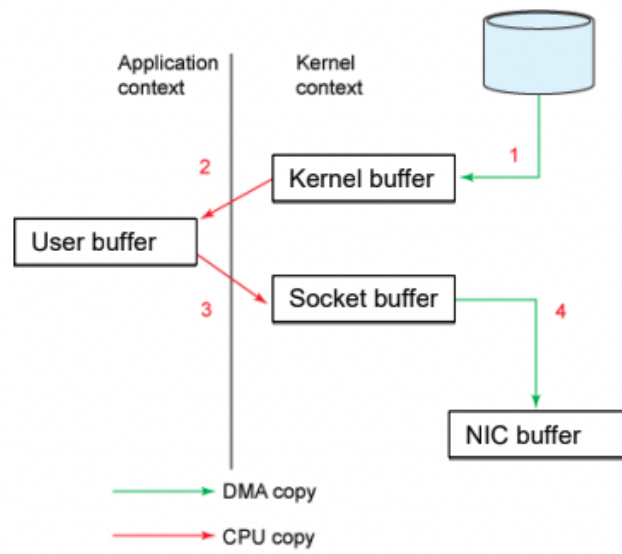 Application
context
Kernel
context
1
2
Kernel buffer
User buffer
Socket buffer
3
4
NIC buffer
DMA copy
CPU copy